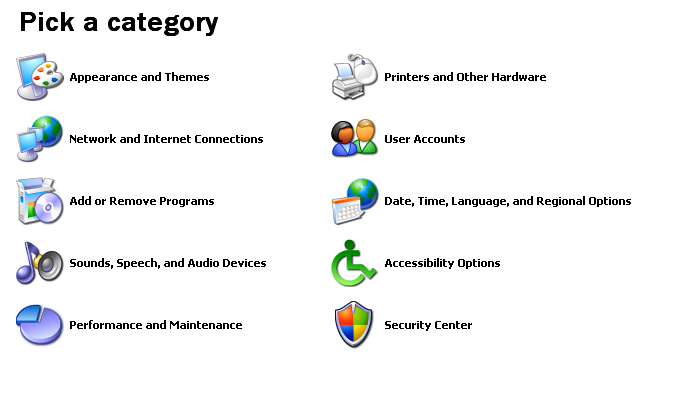 Pick a category
Appearance and Themes
Printers and Other Hardware
Network and Internet Connections
User Accounts
Add or Remove Programs
Date, Time, Language, and Regional Options
Sounds, Speech, and Audio Devices
Accessibility Options
Performance and Maintenance
Security Center